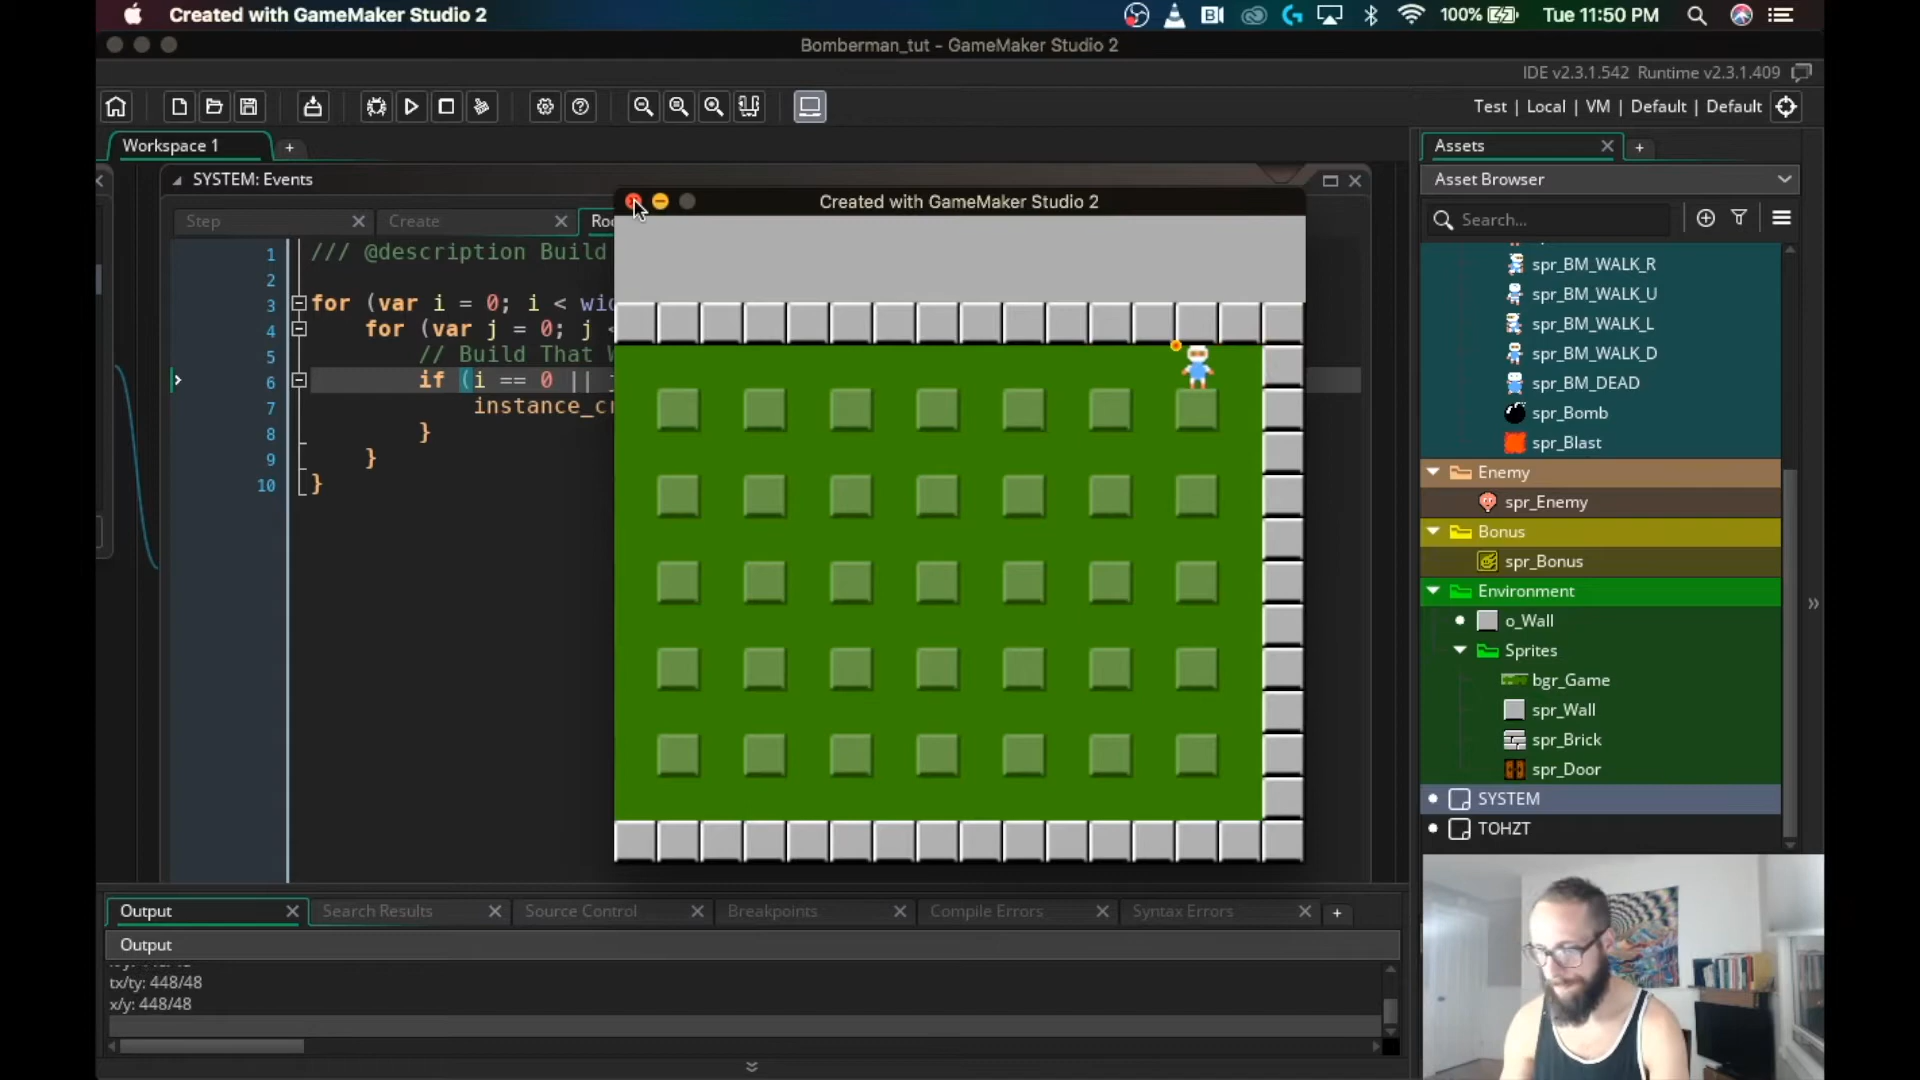 Created with GameMaker Studio 2
100%
Tue 11:50 PM
Bomberman_tut - GameMaker Studio 2
IDE v2.3.1.542 Runtime v2.3.1.409
Test | Local | VM | Default | Default
Workspace 1
+
Assets
+
SYSTEM: Events
Asset Browser
Created with GameMaker Studio 2
Step
Create
Roo
Search...
1 /// @description Build
2
3 for (var i = 0; i < wid
4 for (var j = 0; j <
5 // Build That W
6 if (i == 0 ||
7 instance_cr
8 }
9 }
10 }
spr_BM_WALK_R
spr_BM_WALK_U
spr_BM_WALK_L
spr_BM_WALK_D
spr_BM_DEAD
spr_Bomb
spr_Blast
Enemy
spr_Enemy
Bonus
spr_Bonus
Environment
o_Wall
Sprites
bgr_Game
spr_Wall
spr_Brick
spr_Door
SYSTEM
TOHZT
Output
Search Results
Source Control
Breakpoints
Compile Errors
Syntax Errors
+
Output
tx/ty: 448/48
x/y: 448/48